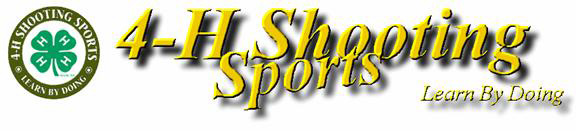 4-H SHOOTING SPORTS
H H
H H
LEARN BY DOING
4-H Shooting
Sports
Learn By Doing